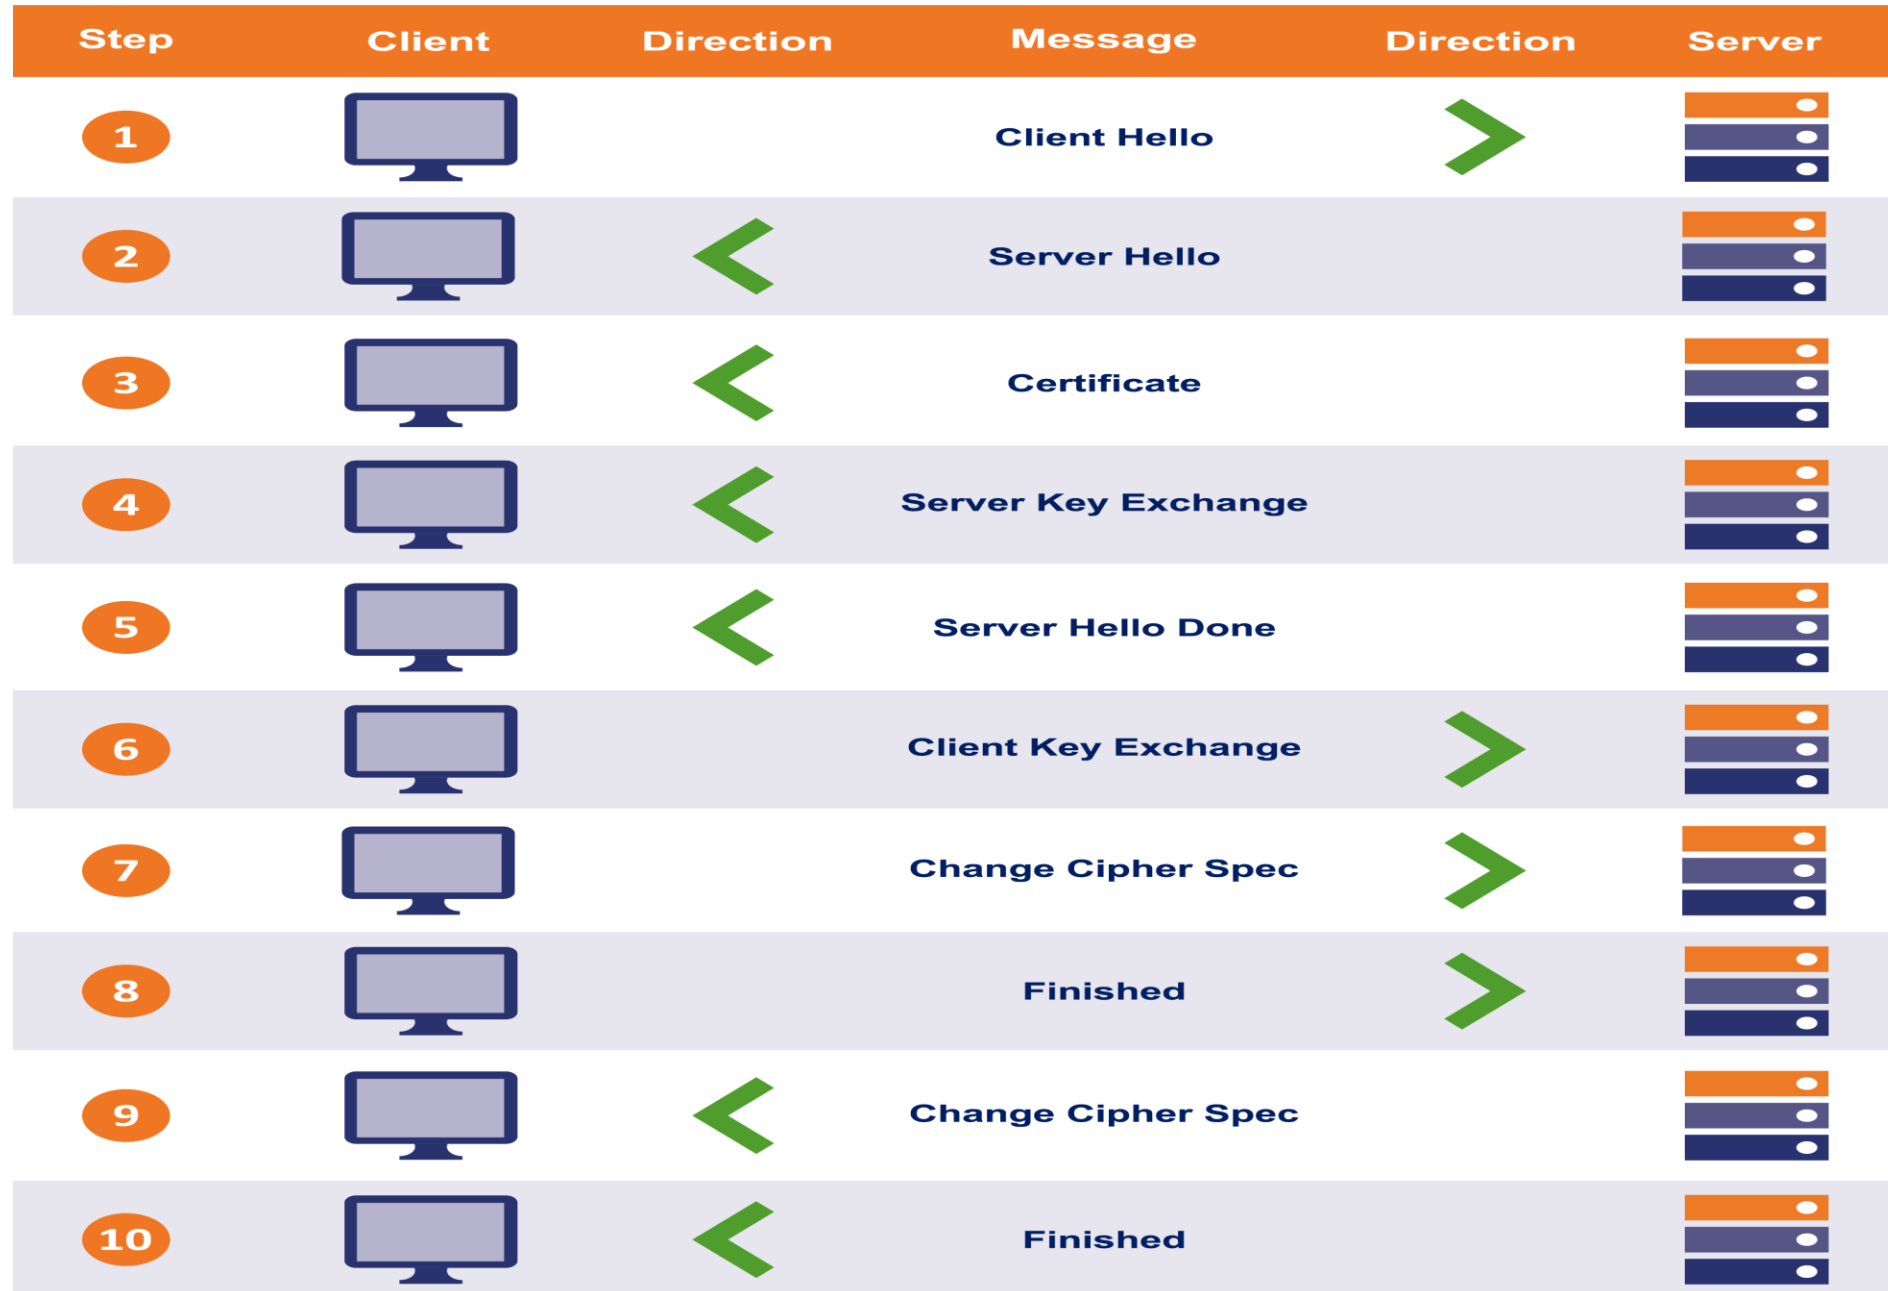 Step Client Direction Message Direction Server
1 Client Hello
2 Server Hello
3 Certificate
4 Server Key Exchange
5 Server Hello Done
6 Client Key Exchange
7 Change Cipher Spec
8 Finished
9 Change Cipher Spec
10 Finished